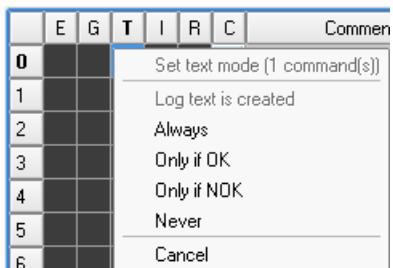 E G T I R C Commen
0
Set text mode (1 command(s))
1
Log text is created
2
Always
3
Only if OK
4
Only if NOK
5
Never
6
Cancel